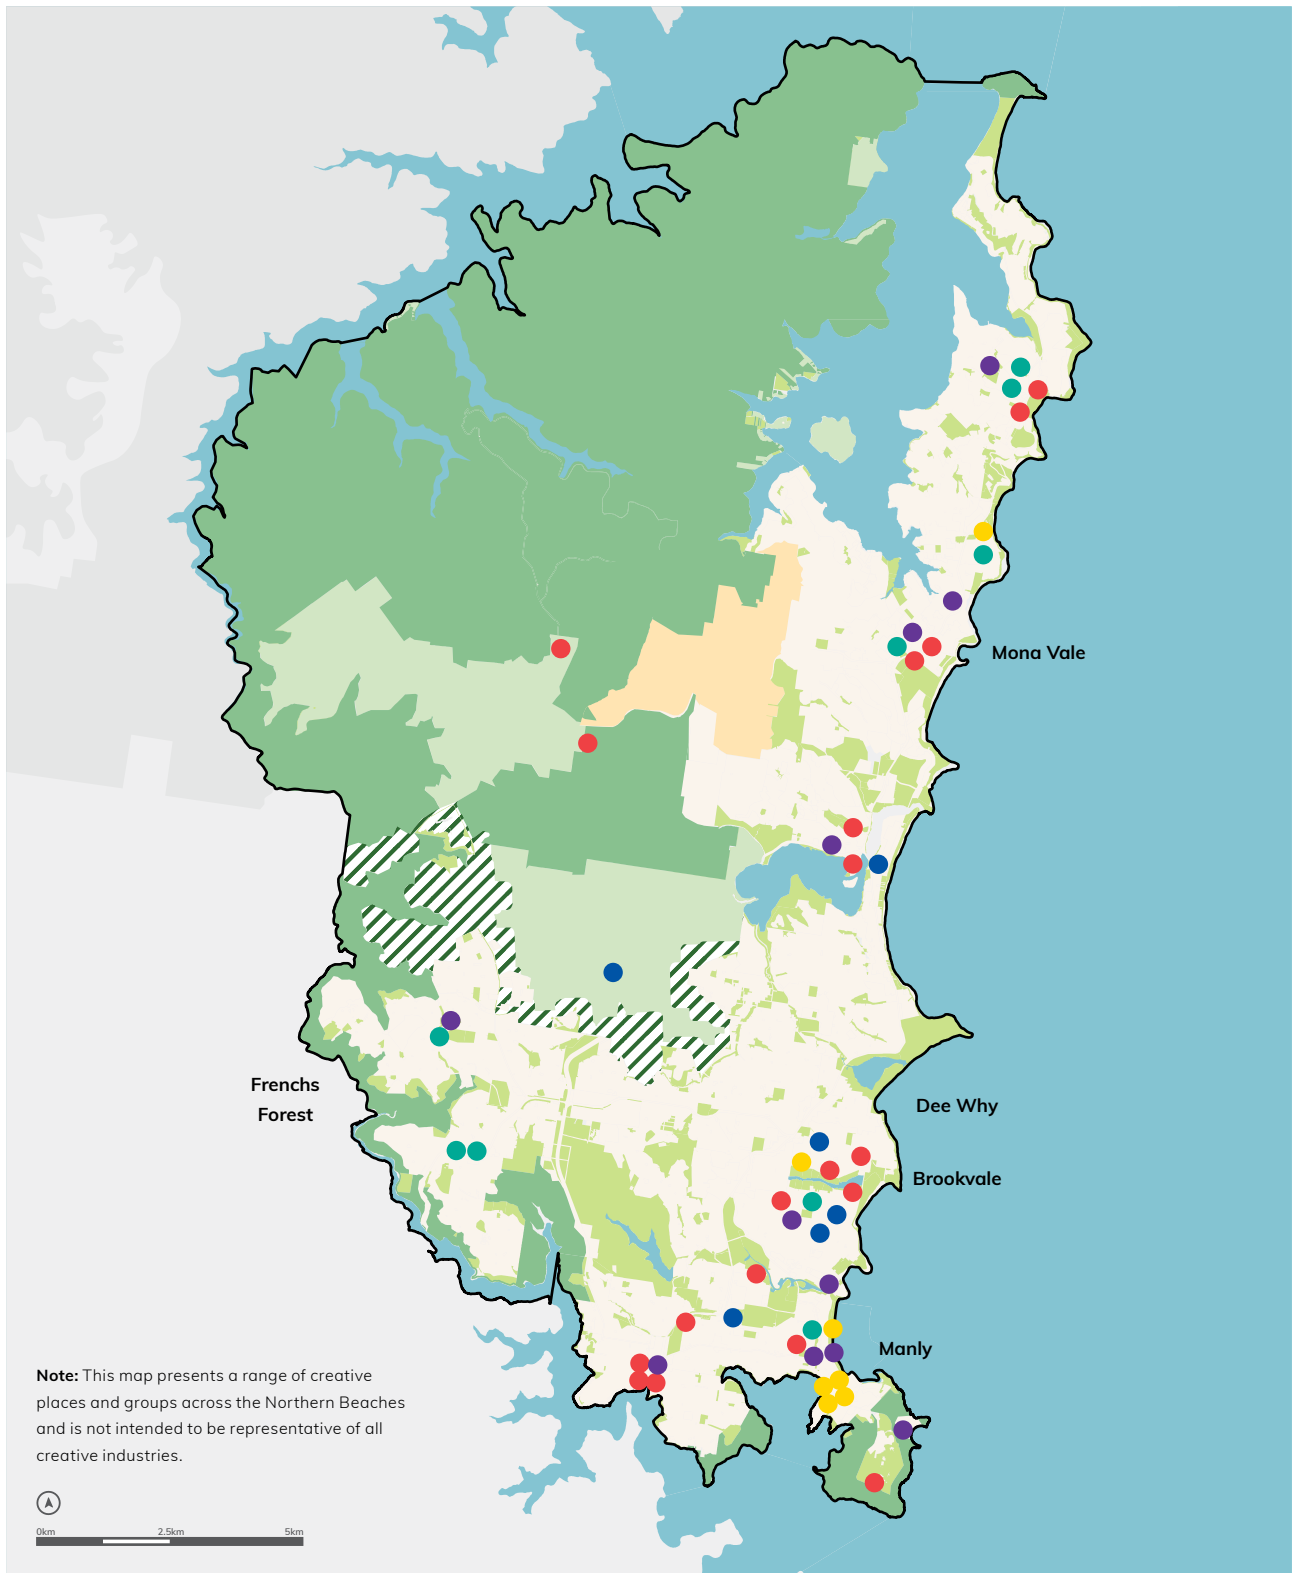 Mona Vale
Frenchs
Forest
Dee Why
Brookvale
Manly
Note: This map presents a range of creative
places and groups across the Northern Beaches
and is not intended to be representative of all
creative industries.
0km 2.5km 5km